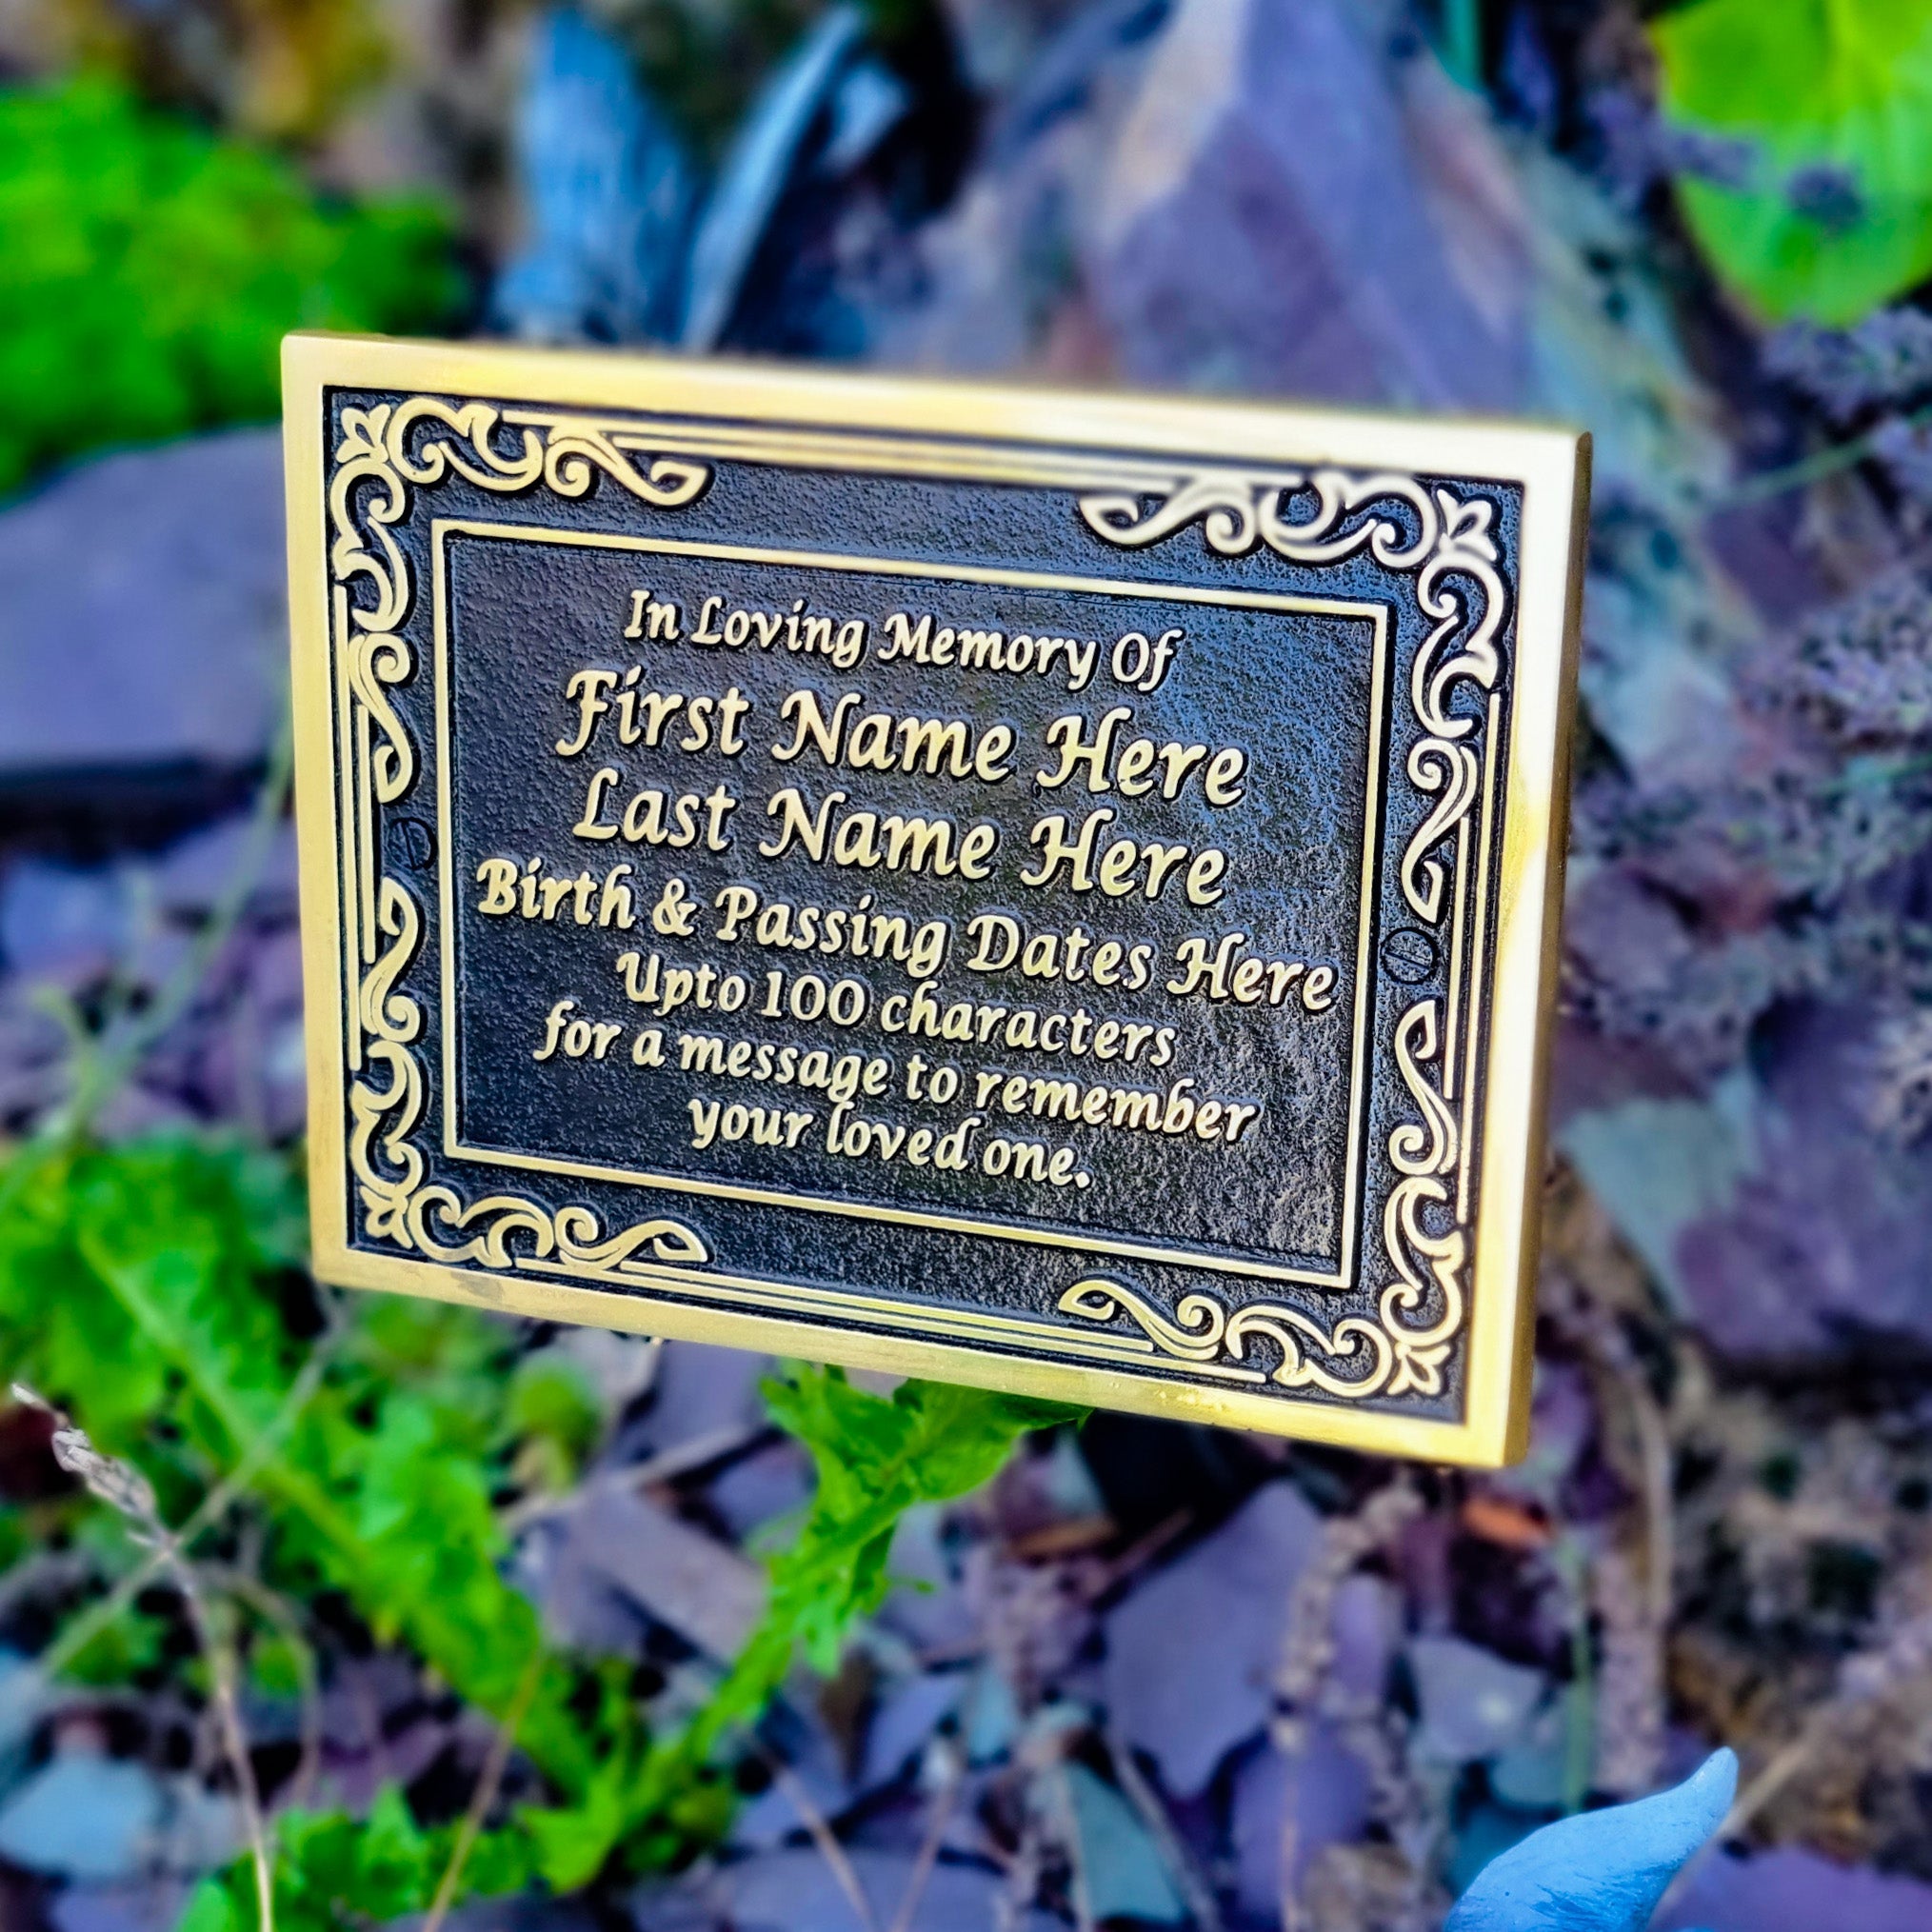 In Loving Memory Of
First Name Here
Last Name Here
Birth & Passing Dates Here
Upto 100 characters
for a message to remember
your loved one.